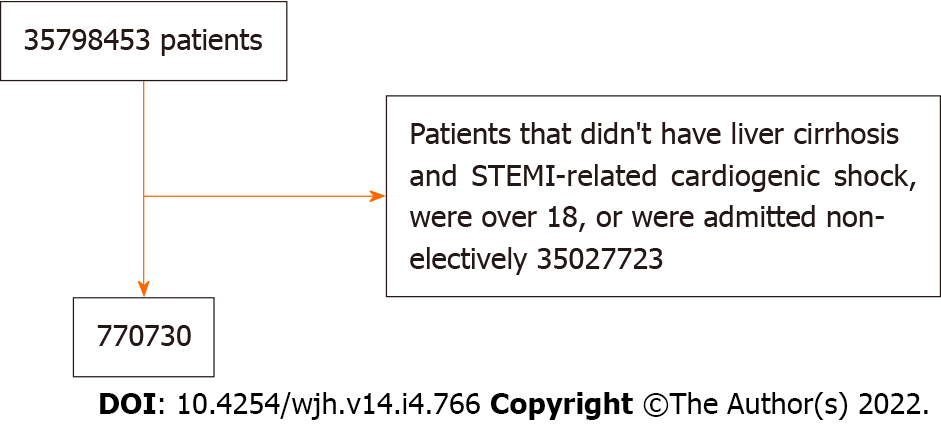 35798453 patients
Patients that didn't have liver cirrhosis
and STEMI-related cardiogenic shock,
were over 18, or were admitted non-
electively 35027723
770730
DOI: 10.4254/wjh.v14.i4.766 Copyright ©The Author(s) 2022.